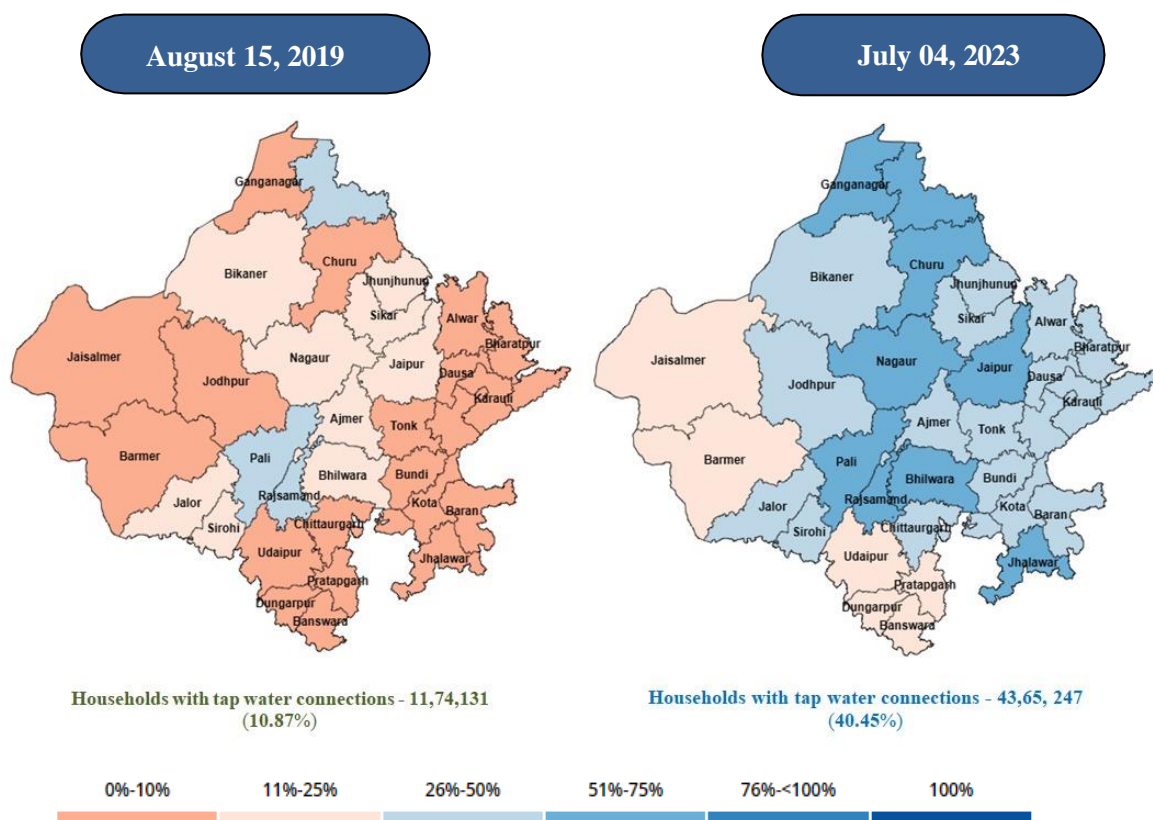 August 15, 2019
July 04, 2023
Ganganagar
Bikaner
Churu
Jhunjhunun
Sikar
Alwar
Jaisalmer
Nagaur
Jaipur
Bharatpur
Jodhpur
Dausa
Karauli
Ajmer
Tonk
Barmer
Pali
Bhilwara
Bundi
Jalor
Rajsamand
Kota
Baran
Sirohi
Chittaurgarh
Udaipur
Jhalawar
Pratapgarh
Dungarpur
Banswara
Ganganagar
Bikaner
Churu
Jhunjhunun
Sikar
Alwar
Jaisalmer
Nagaur
Jaipur
Bharatpur
Jodhpur
Dausa
Karauli
Ajmer
Tonk
Barmer
Pali
Bhilwara
Bundi
Jalor
Rajsamand
Kota
Baran
Sirohi
Chittaurgarh
Udaipur
Jhalawar
Pratapgarh
Dungarpur
Banswara
Households with tap water connections - 11,74,131
(10.87%)
Households with tap water connections - 43,65, 247
(40.45%)
0%-10% 11%-25% 26%-50% 51%-75% 76%-<100% 100%